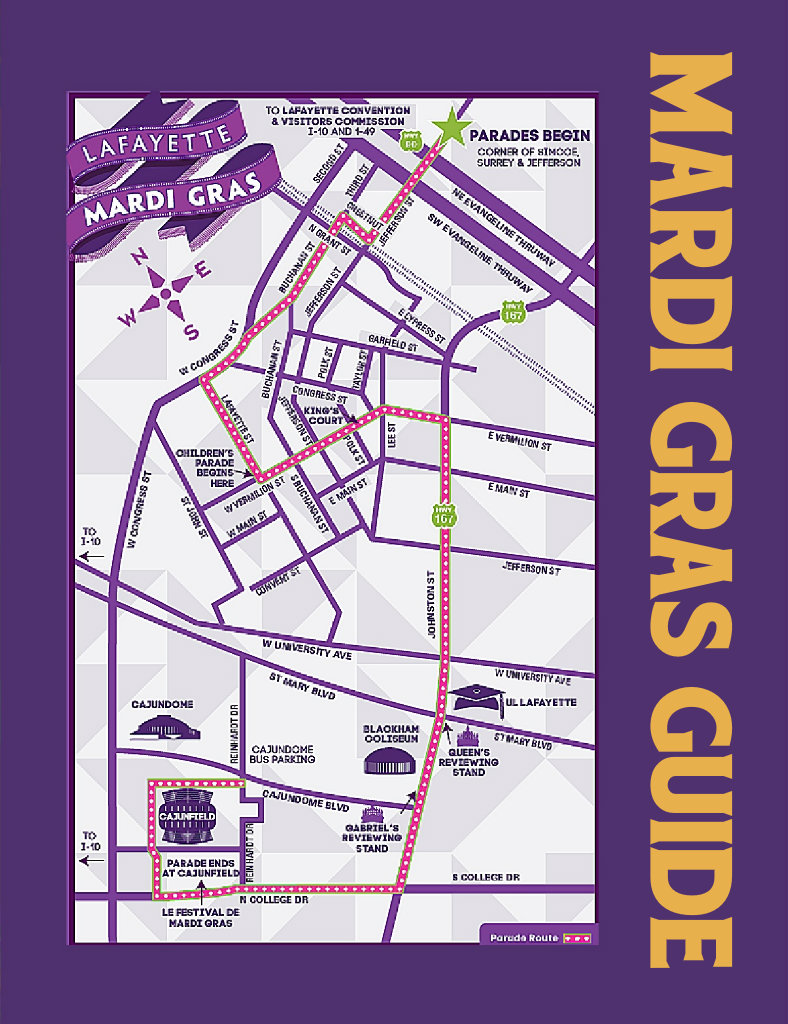 MARDI GRAS GUIDE
LAFAYETTE
MARDI GRAS
TO LAFAYETTE CONVENTION
& VISITORS COMMISSION
I-10 AND I-49
HWY
90
PARADES BEGIN
CORNER OF SIMCOE,
SURREY & JEFFERSON
N
E
W
S
SECOND ST
THIRD ST
CHESTNUT
JEFFERSON ST
NE EVANGELINE THRUWAY
SW EVANGELINE THRUWAY
N GRANT ST
BUCHANAN ST
JEFFERSON ST
HWY
167
E CYPRESS ST
GARFIELD ST
W CONGRESS ST
BUCHANAN ST
POLK ST
TAYLOR ST
CONGRESS ST
LAFAYETTE ST
JEFFERSON ST
KING'S
COURT
POLK ST
LEE ST
E VERMILION ST
CHILDREN'S
PARADE
BEGINS
HERE
W VERMILION ST
S BUCHANAN ST
E MAIN ST
E MAIN ST
W CONGRESS ST
ST JOHN ST
W MAIN ST
HWY
167
TO
I-10
CONVENT ST
JEFFERSON ST
JOHNSTON ST
W UNIVERSITY AVE
W UNIVERSITY AVE
ST MARY BLVD
UL LAFAYETTE
ST MARY BLVD
CAJUNDOME
REINHARDT DR
CAJUNDOME
BUS PARKING
BLACKHAM
COLISEUM
QUEEN'S
REVIEWING
STAND
CAJUNDOME BLVD
CAJUNFIELD
GABRIEL'S
REVIEWING
STAND
TO
I-10
REINHARDT DR
PARADE ENDS
AT CAJUNFIELD
S COLLEGE DR
N COLLEGE DR
LE FESTIVAL DE
MARDI GRAS
Parade Route